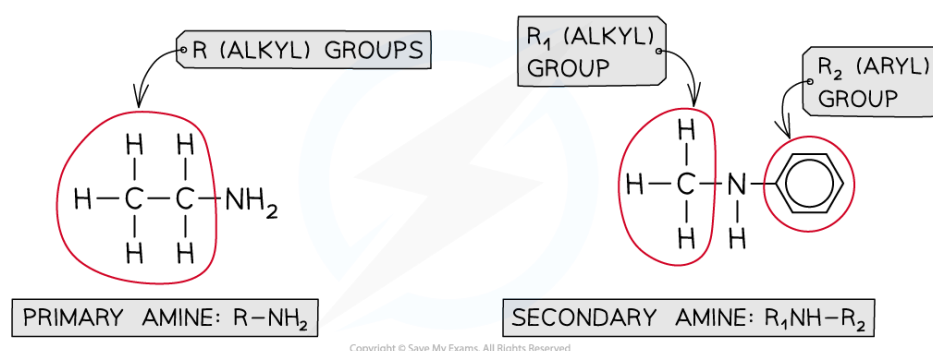 R (ALKYL) GROUPS
R₁ (ALKYL)
GROUP
R₂ (ARYL)
GROUP
H H
H–C–C–NH₂
H H
H
H–C–N–
H H
PRIMARY AMINE: R–NH₂
SECONDARY AMINE: R₁NH–R₂
Copyright © Save My Exams. All Rights Reserved